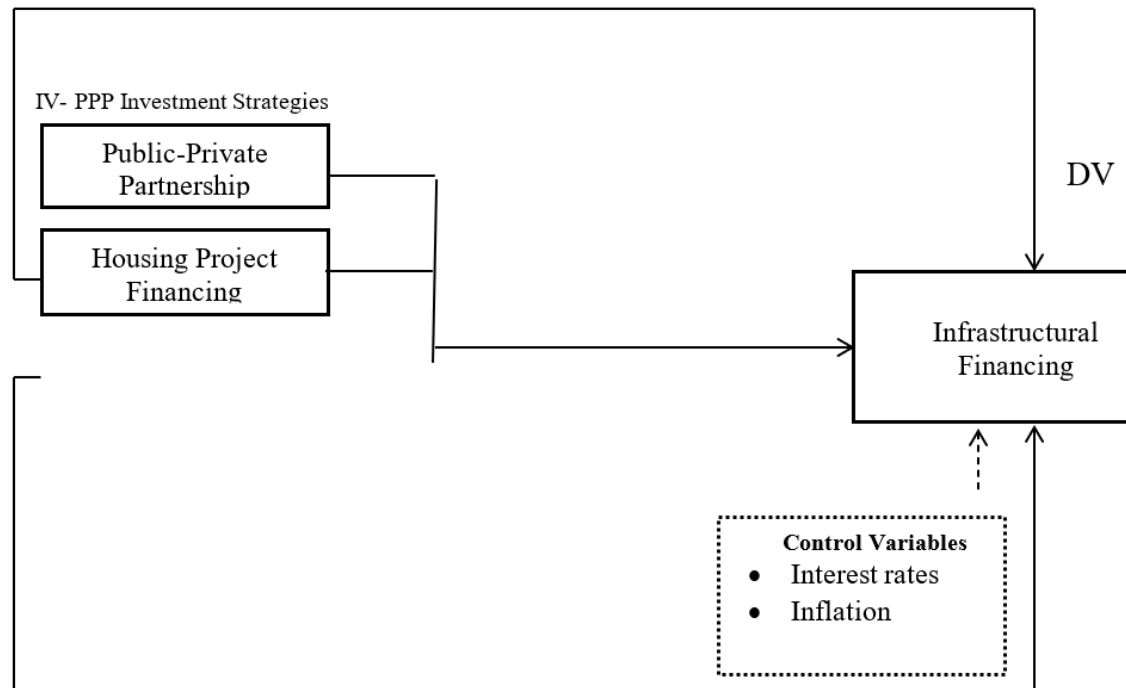 IV- PPP Investment Strategies
Public-Private
Partnership
DV
Housing Project
Financing
Infrastructural
Financing
Control Variables
• Interest rates
• Inflation